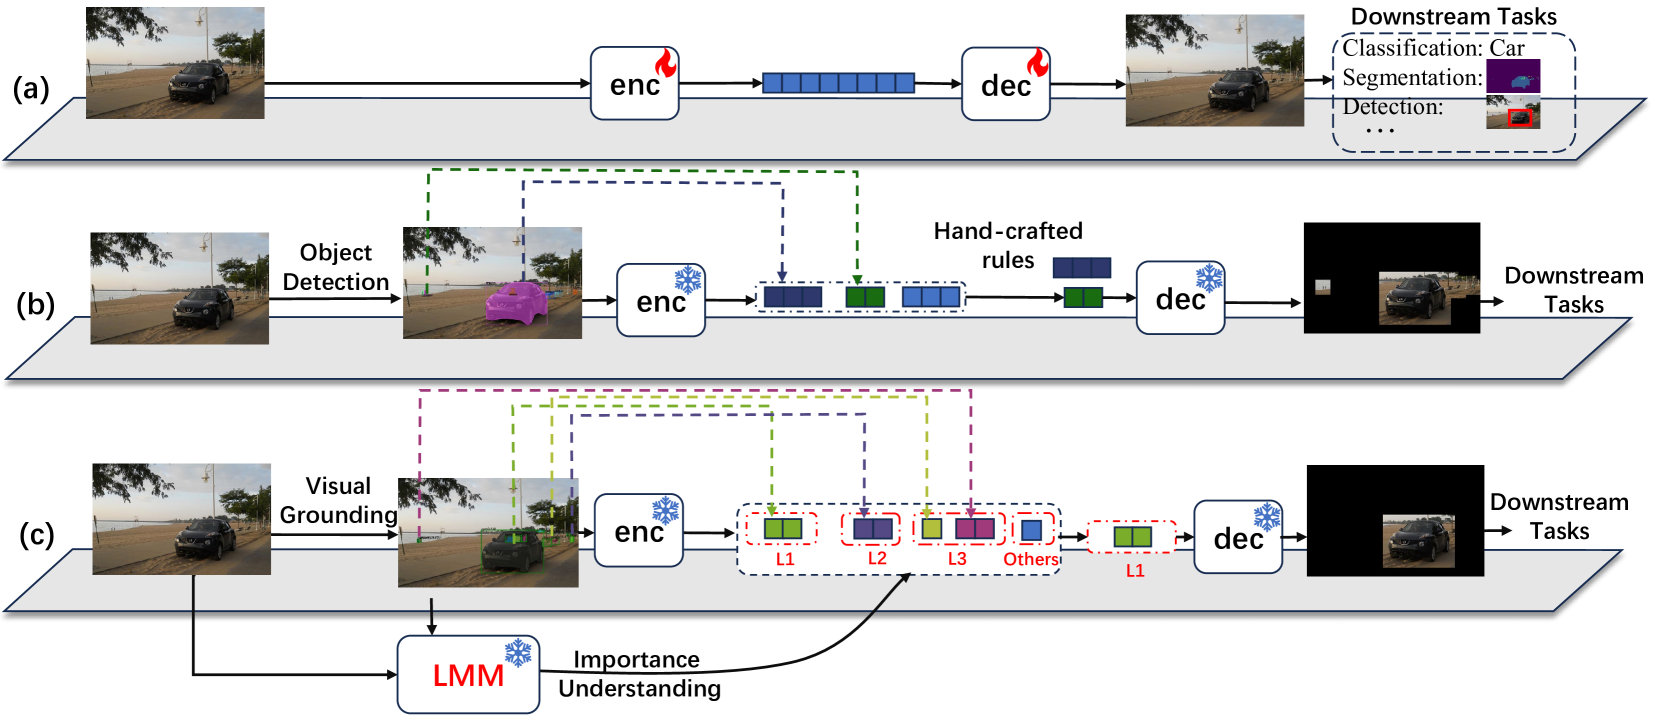 (a)
enc
dec
Downstream Tasks
Classification: Car
Segmentation:
Detection:
...
(b)
Object
Detection
enc
Hand-crafted
rules
dec
Downstream
Tasks
(c)
Visual
Grounding
enc
L1
L2
L3
Others
L1
dec
Downstream
Tasks
LMM
Importance
Understanding